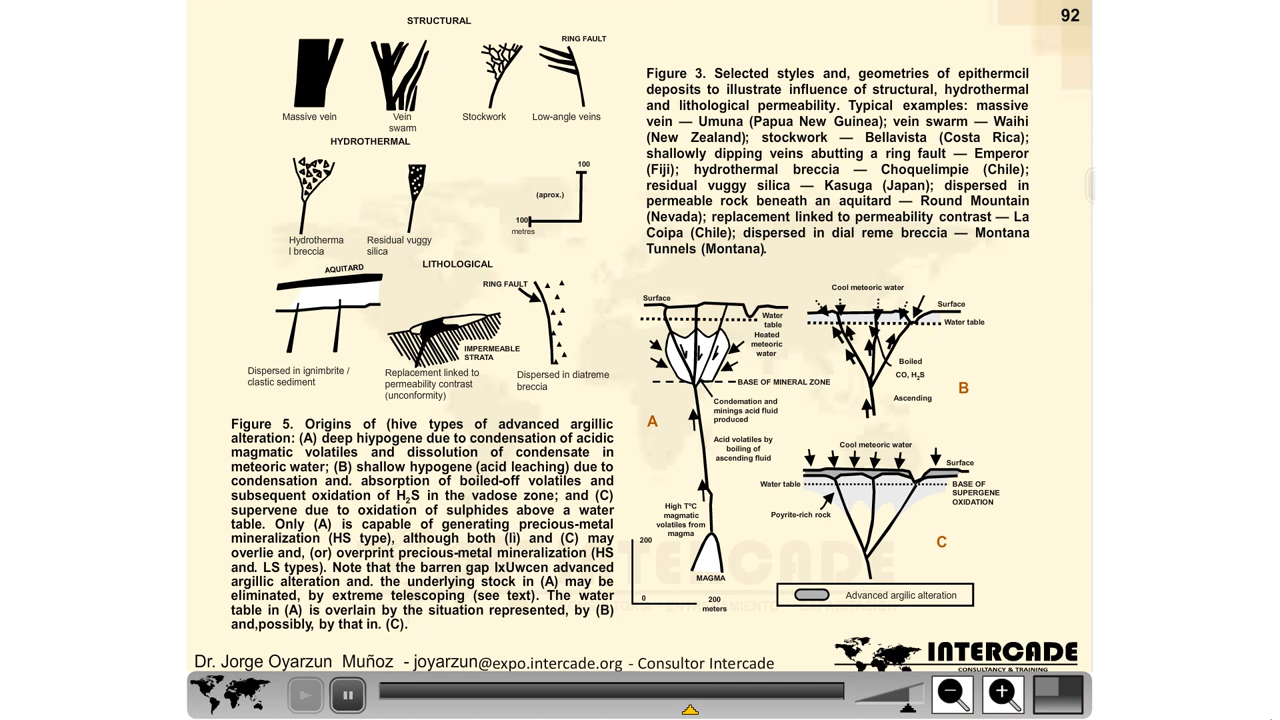 92
STRUCTURAL
RING FAULT
Massive vein
Vein
swarm
Stockwork
Low-angle veins
HYDROTHERMAL
100
(aprox.)
100
metres
Hydrotherma
l breccia
Residual vuggy
silica
LITHOLOGICAL
AQUITARD
RING FAULT
IMPERMEABLE
STRATA
Dispersed in ignimbrite /
clastic sediment
Replacement linked to
permeability contrast
(unconformity)
Dispersed in diatreme
breccia
Figure 5. Origins of (hive types of advanced argillic
alteration: (A) deep hiypogene due to condensation of acidic
magmatic volatiles and dissolution of condensate in
meteoric water; (B) shallow hypogene (acid leaching) due to
condensation and. absorption of boiled-off volatiles and
subsequent oxidation of H2S in the vadose zone; and (C)
supervene due to oxidation of sulphides above a water
table. Only (A) is capable of generating precious-metal
mineralization (HS type), although both (lì) and (C) may
overlie and, (or) overprint precious-metal mineralization (HS
and. LS types). Note that the barren gap IxUwcen advanced
argillic alteration and. the underlying stock in (A) may be
eliminated, by extreme telescoping (see text). The water
table in (A) is overlain by the situation represented, by (B)
and,possibly, by that in. (C).
Figure 3. Selected styles and, geometries of epithermcil
deposits to illustrate influence of structural, hydrothermal
and lithological permeability. Typical examples: massive
vein — Umuna (Papua New Guinea); vein swarm — Waihi
(New Zealand); stockwork — Bellavista (Costa Rica);
shallowly dipping veins abutting a ring fault — Emperor
(Fiji); hydrothermal breccia — Choquelimpie (Chile);
residual vuggy silica — Kasuga (Japan); dispersed in
permeable rock beneath an aquitard — Round Mountain
(Nevada); replacement linked to permeability contrast — La
Coipa (Chile); dispersed in dial reme breccia — Montana
Tunnels (Montana).
Surface
Water
table
Heated
meteoric
water
BASE OF MINERAL ZONE
Condemation and
minings acid fluid
produced
A
Acid volatiles by
boiling of
ascending fluid
High TºC
magmatic
volatiles from
magma
200
MAGMA
0
200
meters
Cool meteoric water
Surface
Water table
Boiled
CO, H2S
B
Ascending
Cool meteoric water
Surface
Water table
BASE OF
SUPERGENE
OXIDATION
Poyrite-rich rock
C
Advanced argilic alteration
Dr. Jorge Oyarzun Muñoz - joyarzun@expo.intercade.org - Consultor Intercade
INTERCADE
CONSULTANCY & TRAINING